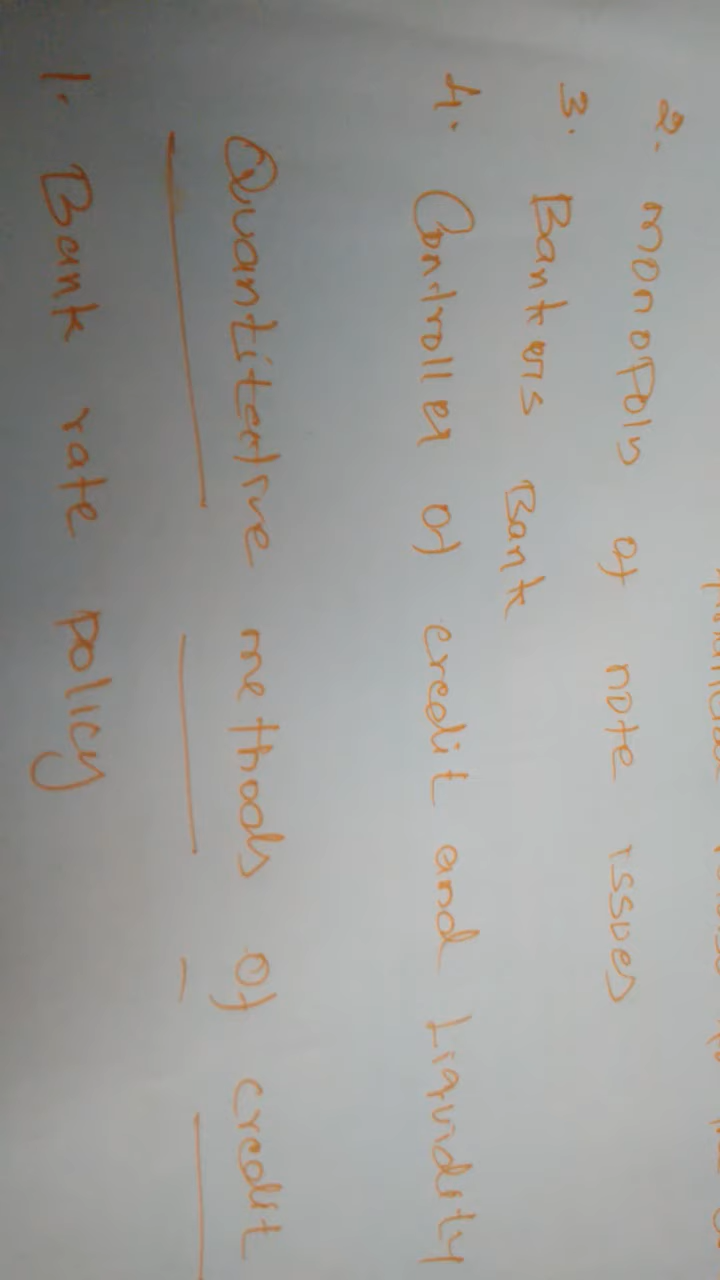 2. monopoly of note issues
3. Bankers Bank
4. Controller of credit and Liquidity
Quantitative methods of credit
1. Bank rate policy